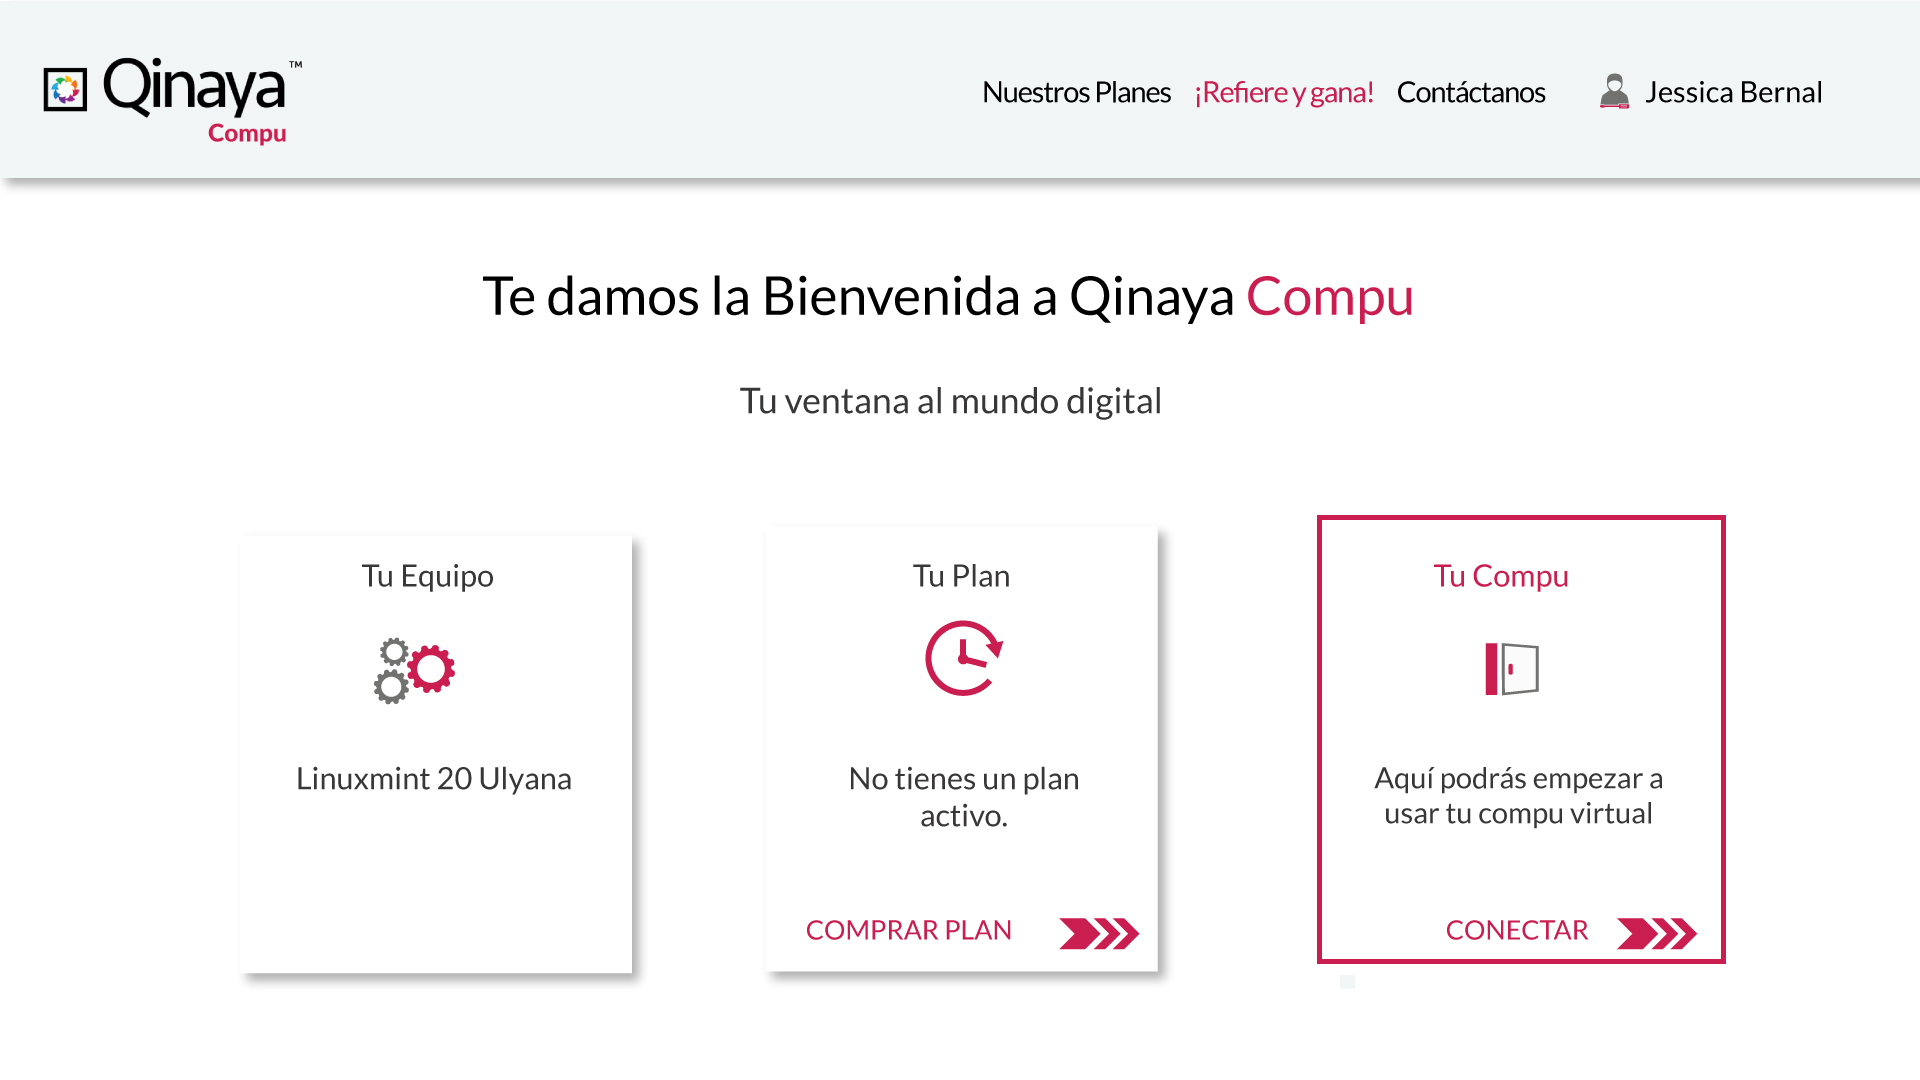 Qinaya™
Compu
Nuestros Planes ¡Refiere y gana! Contáctanos Jessica Bernal
Te damos la Bienvenida a Qinaya Compu
Tu ventana al mundo digital
Tu Equipo
Linuxmint 20 Ulyana
Tu Plan
No tienes un plan
activo.
COMPRAR PLAN
Tu Compu
Aquí podrás empezar a
usar tu compu virtual
CONECTAR